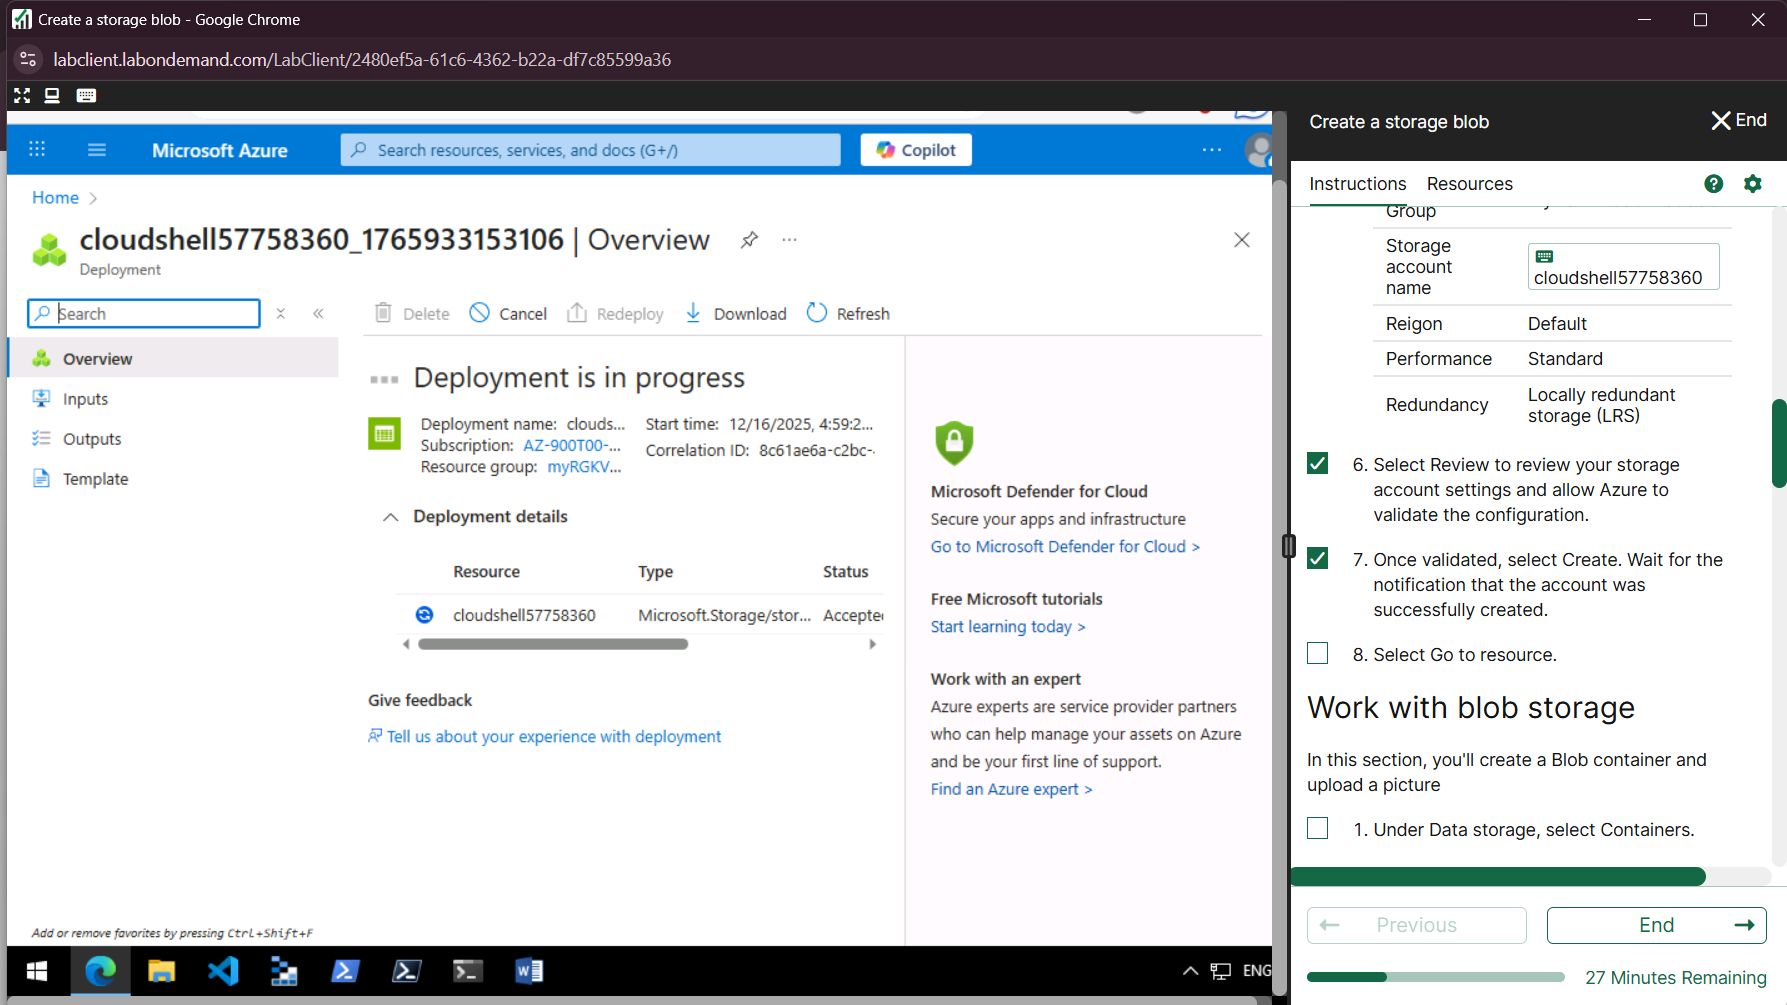 Create a storage blob - Google Chrome
labclient.labondemand.com/LabClient/2480ef5a-61c6-4362-b22a-df7c85599a36
Microsoft Azure
Search resources, services, and docs (G+/)
Copilot
Home
cloudshell57758360_1765933153106 | Overview
Deployment
Search
Overview
Inputs
Outputs
Template
Delete
Cancel
Redeploy
Download
Refresh
Deployment is in progress
Deployment name: clouds...
Subscription: AZ-900T00-...
Resource group: myRGKV...
Start time: 12/16/2025, 4:59:2...
Correlation ID: 8c61ae6a-c2bc-
Deployment details
Resource Type Status
cloudshell57758360 Microsoft.Storage/stor... Accepted
Give feedback
Tell us about your experience with deployment
Microsoft Defender for Cloud
Secure your apps and infrastructure
Go to Microsoft Defender for Cloud >
Free Microsoft tutorials
Start learning today >
Work with an expert
Azure experts are service provider partners
who can help manage your assets on Azure
and be your first line of support.
Find an Azure expert >
Add or remove favorites by pressing Ctrl+Shift+F
ENG
Create a storage blob
End
Instructions
Resources
Group
Storage
account
name
cloudshell57758360
Reigon Default
Performance Standard
Redundancy
Locally redundant
storage (LRS)
6. Select Review to review your storage
account settings and allow Azure to
validate the configuration.
7. Once validated, select Create. Wait for the
notification that the account was
successfully created.
8. Select Go to resource.
Work with blob storage
In this section, you'll create a Blob container and
upload a picture
1. Under Data storage, select Containers.
Previous
End
27 Minutes Remaining